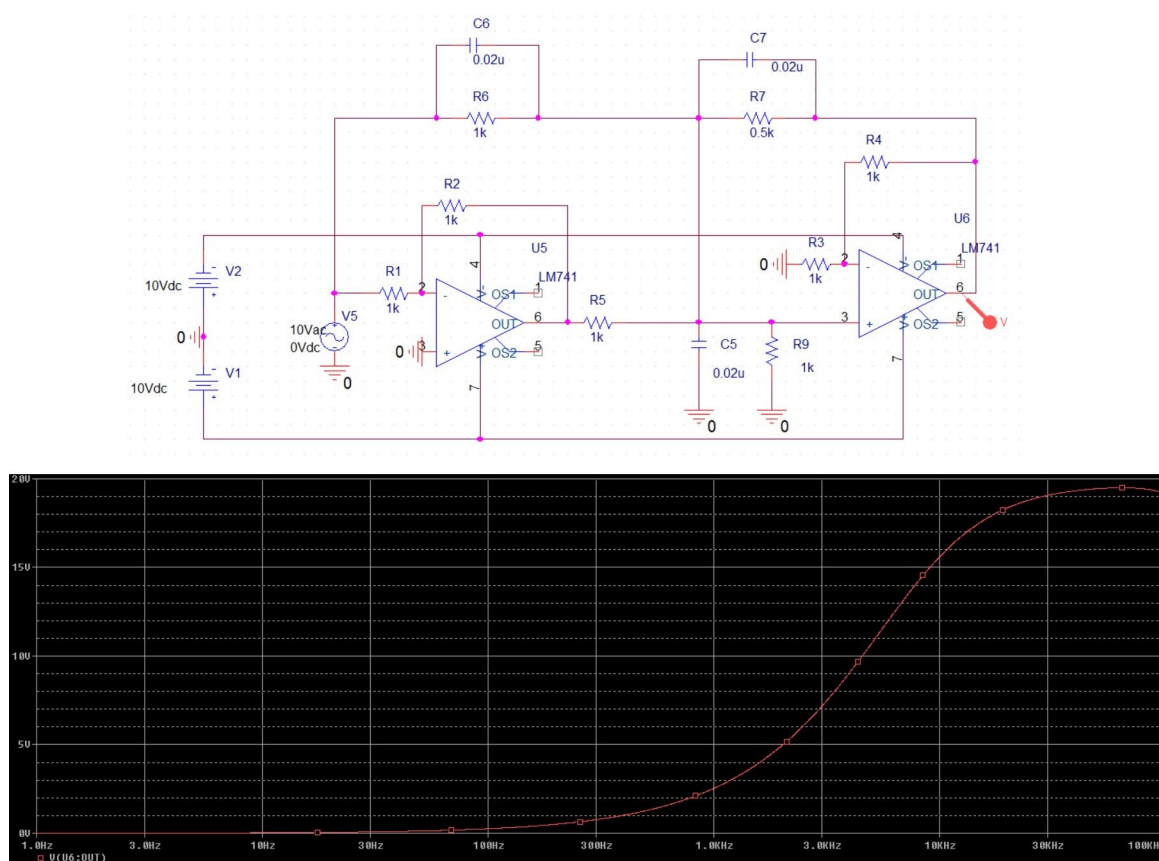 C6
0.02u
C7
0.02u
R6
1k
R7
0.5k
R4
1k
R2
1k
U6
4
LM741
V2
10Vdc
U5
4
LM741
0
R3
1k
2
-
V-
OS1
1
R1
1k
2
-
V-
OS1
1
OUT
6
V
V5
10Vac
0Vdc
OUT
6
R5
1k
3
+
V+
OS2
5
0
0
3
+
V+
OS2
5
C5
0.02u
R9
1k
7
0
V1
10Vdc
7
0
0
20V
15V
10V
5V
0V
1.0Hz
3.0Hz
10Hz
30Hz
100Hz
300Hz
1.0KHz
3.0KHz
10KHz
30KHz
100KH
V(U6:OUT)